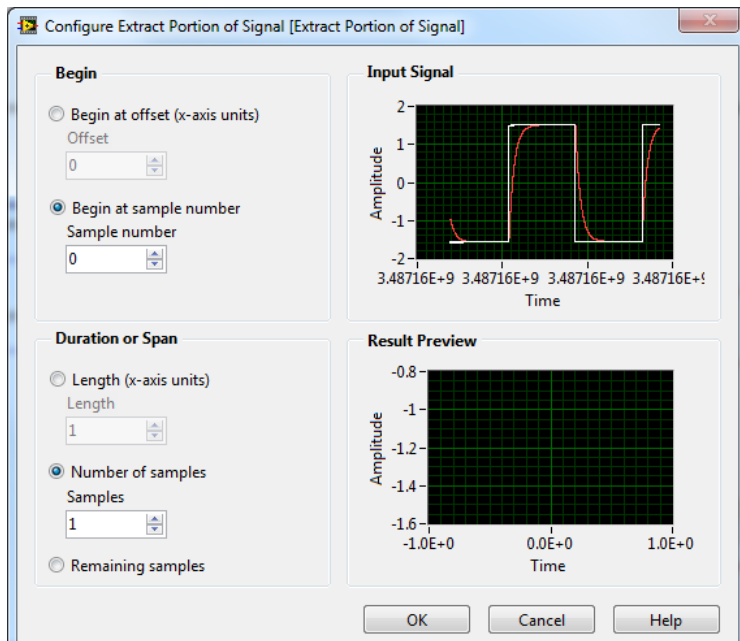 Configure Extract Portion of Signal [Extract Portion of Signal]
Begin
Begin at offset (x-axis units)
Offset
0
Begin at sample number
Sample number
0
Input Signal
2
1
0
-1
-2
Amplitude
3.48716E+9 3.48716E+9 3.48716E+9 3.48716E+9
Time
Duration or Span
Length (x-axis units)
Length
1
Number of samples
Samples
1
Remaining samples
Result Preview
-0.8
-1
-1.2
-1.4
-1.6
Amplitude
-1.0E+0 0.0E+0 1.0E+0
Time
OK Cancel Help